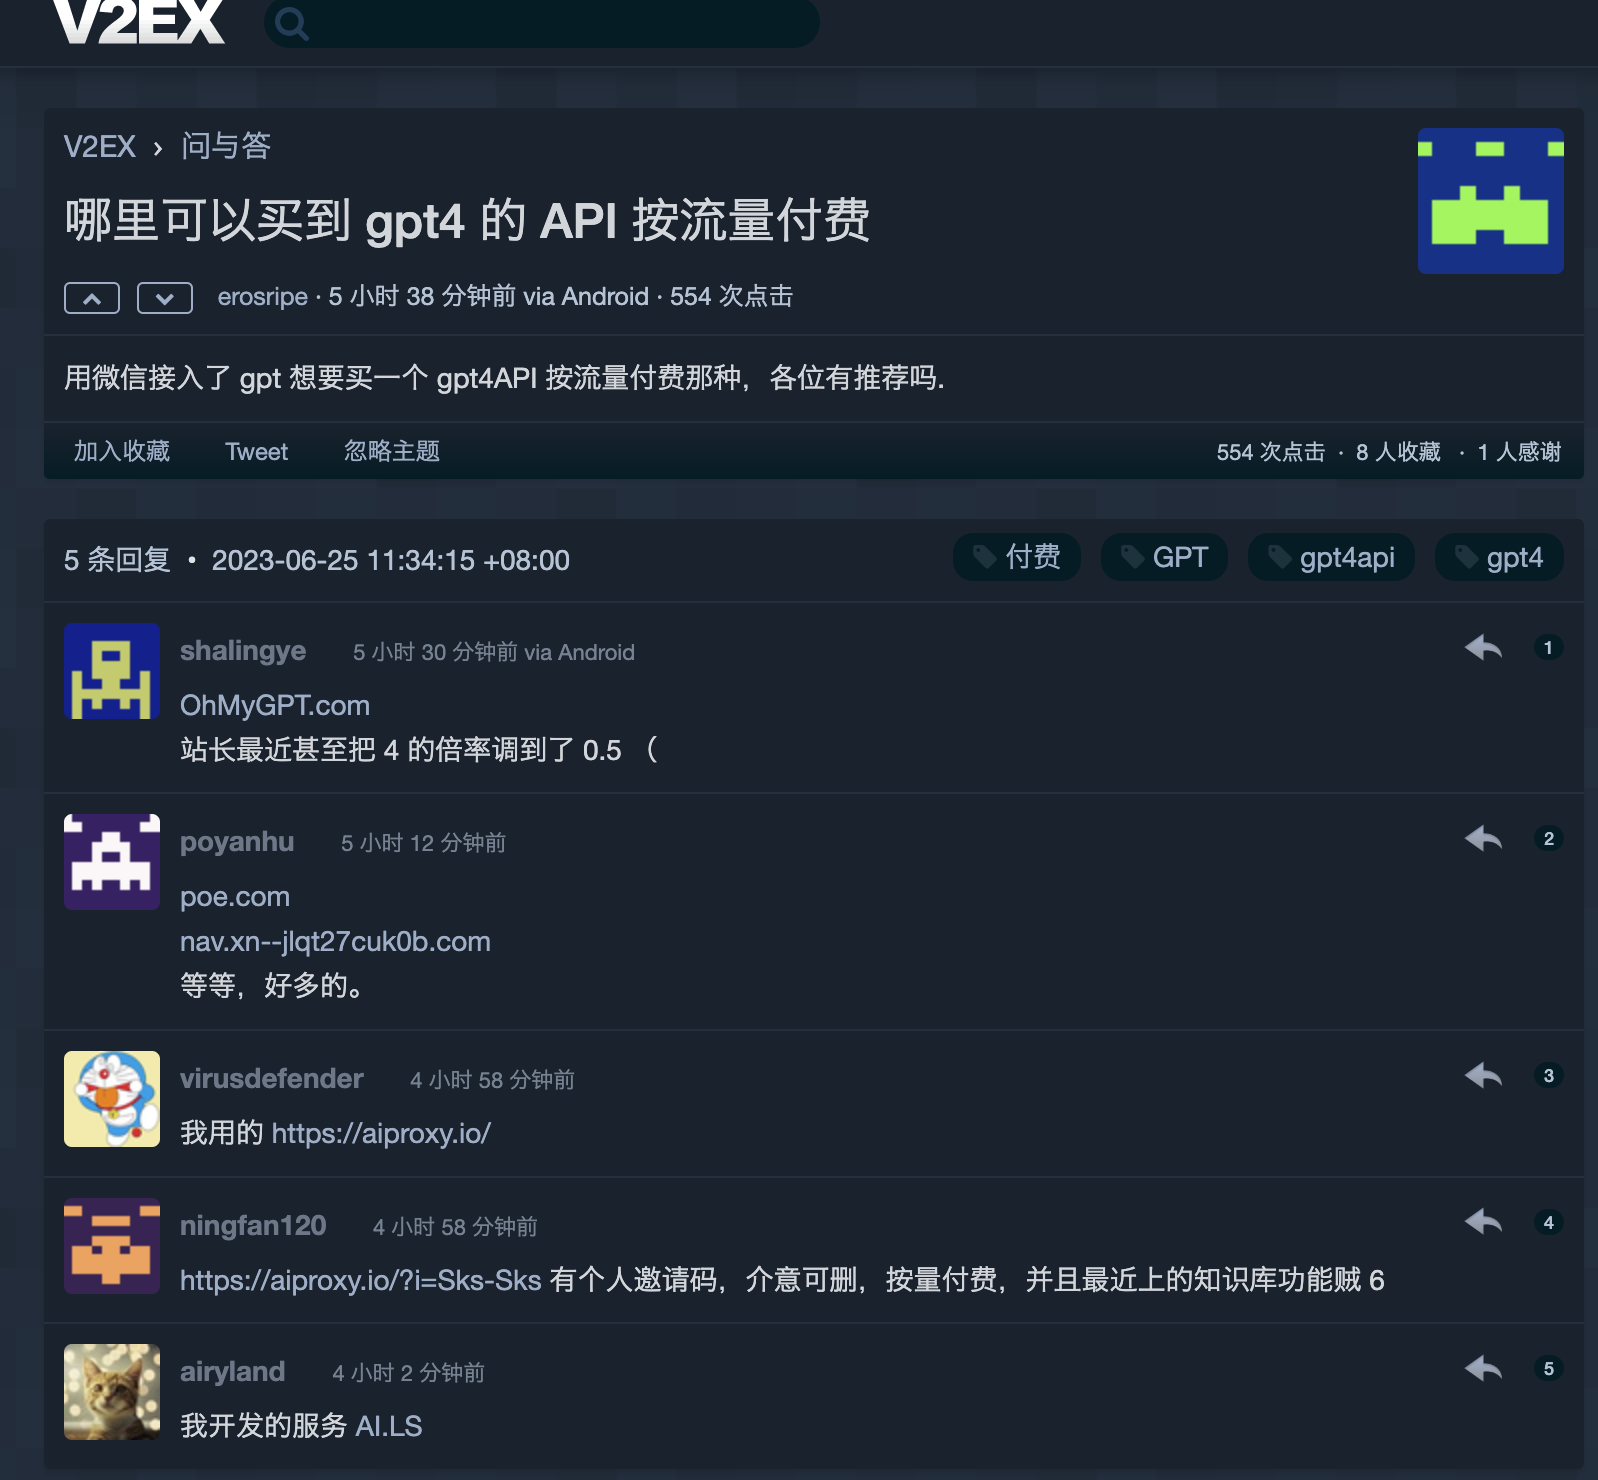 V2EX
V2EX › 问与答
哪里可以买到 gpt4 的 API 按流量付费
erosripe · 5 小时 38 分钟前 via Android · 554 次点击
用微信接入了 gpt 想要买一个 gpt4API 按流量付费那种，各位有推荐吗.
加入收藏 Tweet 忽略主题 554 次点击 · 8 人收藏 · 1 人感谢
5 条回复 • 2023-06-25 11:34:15 +08:00 付费 GPT gpt4api gpt4
shalingye 5 小时 30 分钟前 via Android 1
OhMyGPT.com
站长最近甚至把 4 的倍率调到了 0.5 （
poyanhu 5 小时 12 分钟前 2
poe.com
nav.xn--jlqt27cuk0b.com
等等，好多的。
virusdefender 4 小时 58 分钟前 3
我用的 https://aiproxy.io/
ningfan120 4 小时 58 分钟前 4
https://aiproxy.io/?i=Sks-Sks 有个人邀请码，介意可删，按量付费，并且最近上的知识库功能贼 6
airyland 4 小时 2 分钟前 5
我开发的服务 AI.LS